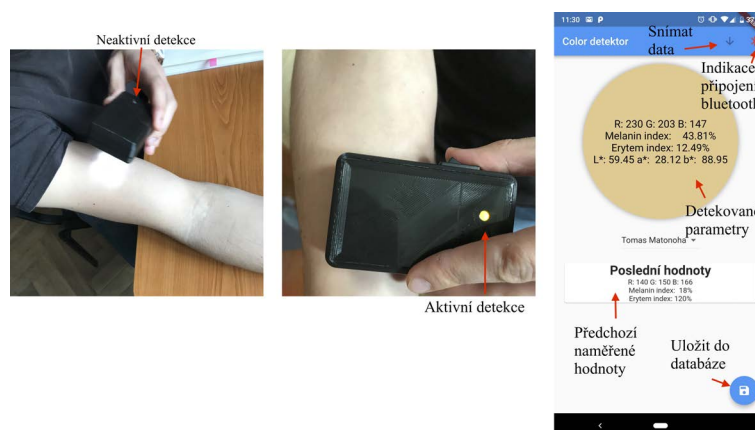 Neaktivní detekce
Aktivní detekce
11:30
Color detektor
Snímat
data
Indikace
připojení
bluetooth
R: 230 G: 203 B: 147
Melanin index: 43.81%
Erytem index: 12.49%
L*: 59.45 a*: 28.12 b*: 88.95
Detekované
parametry
Tomas Matonoha
Poslední hodnoty
R: 140 G: 150 B: 166
Melanin index: 18%
Erytem index: 120%
Předchozí
naměřené
hodnoty
Uložit do
databáze